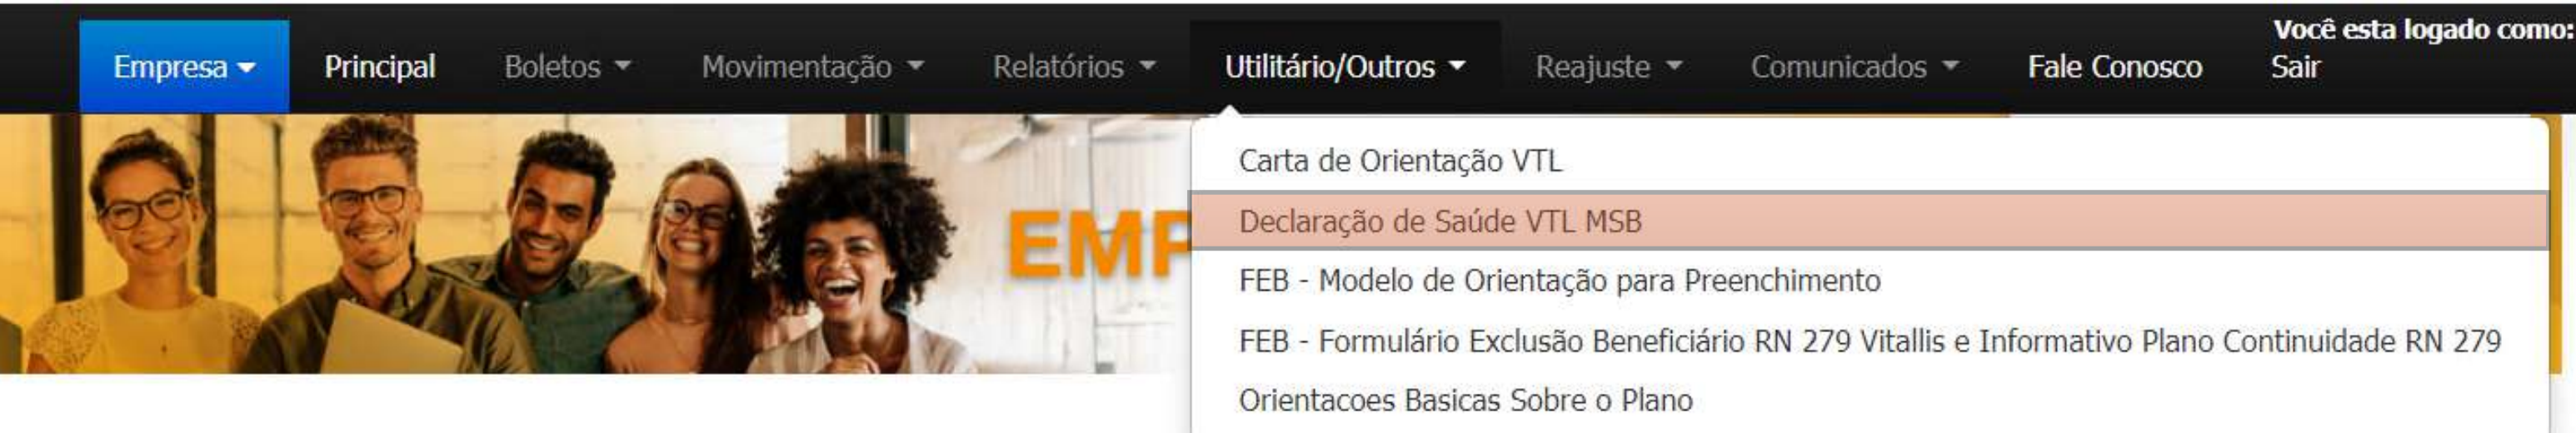 Você esta logado como:
Empresa Principal Boletos Movimentação Relatórios Utilitário/Outros Reajuste Comunicados Fale Conosco Sair
EMP
Carta de Orientação VTL
Declaração de Saúde VTL MSB
FEB - Modelo de Orientação para Preenchimento
FEB - Formulário Exclusão Beneficiário RN 279 Vitallis e Informativo Plano Continuidade RN 279
Orientacoes Basicas Sobre o Plano